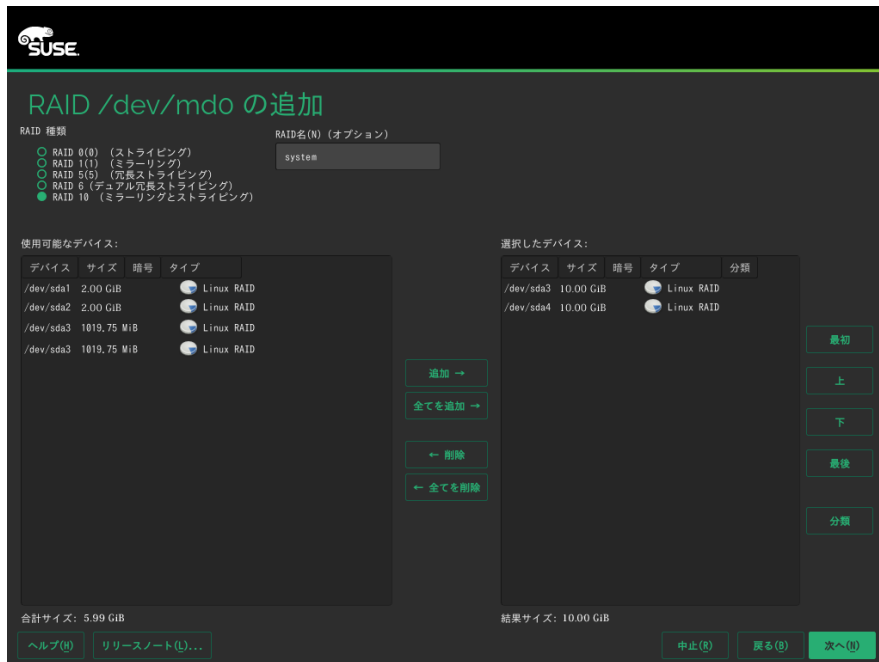 SUSE.
RAID /dev/md0 の追加
RAID 種類
RAID名(N) (オプション)
RAID 0(0) (ストライピング)
RAID 1(1) (ミラーリング)
RAID 5(5) (冗長ストライピング)
RAID 6 (デュアル冗長ストライピング)
RAID 10 (ミラーリングとストライピング)
system
使用可能なデバイス:
デバイス サイズ 暗号 タイプ
/dev/sda1 2.00 GiB Linux RAID
/dev/sda2 2.00 GiB Linux RAID
/dev/sda3 1019.75 MiB Linux RAID
/dev/sda3 1019.75 MiB Linux RAID
合計サイズ: 5.99 GiB
追加 →
全てを追加 →
← 削除
← 全てを削除
選択したデバイス:
デバイス サイズ 暗号 タイプ 分類
/dev/sda3 10.00 GiB Linux RAID
/dev/sda4 10.00 GiB Linux RAID
結果サイズ: 10.00 GiB
最初
上
下
最後
分類
ヘルプ(H) リリースノート(L)... 中止(R) 戻る(B) 次へ(N)